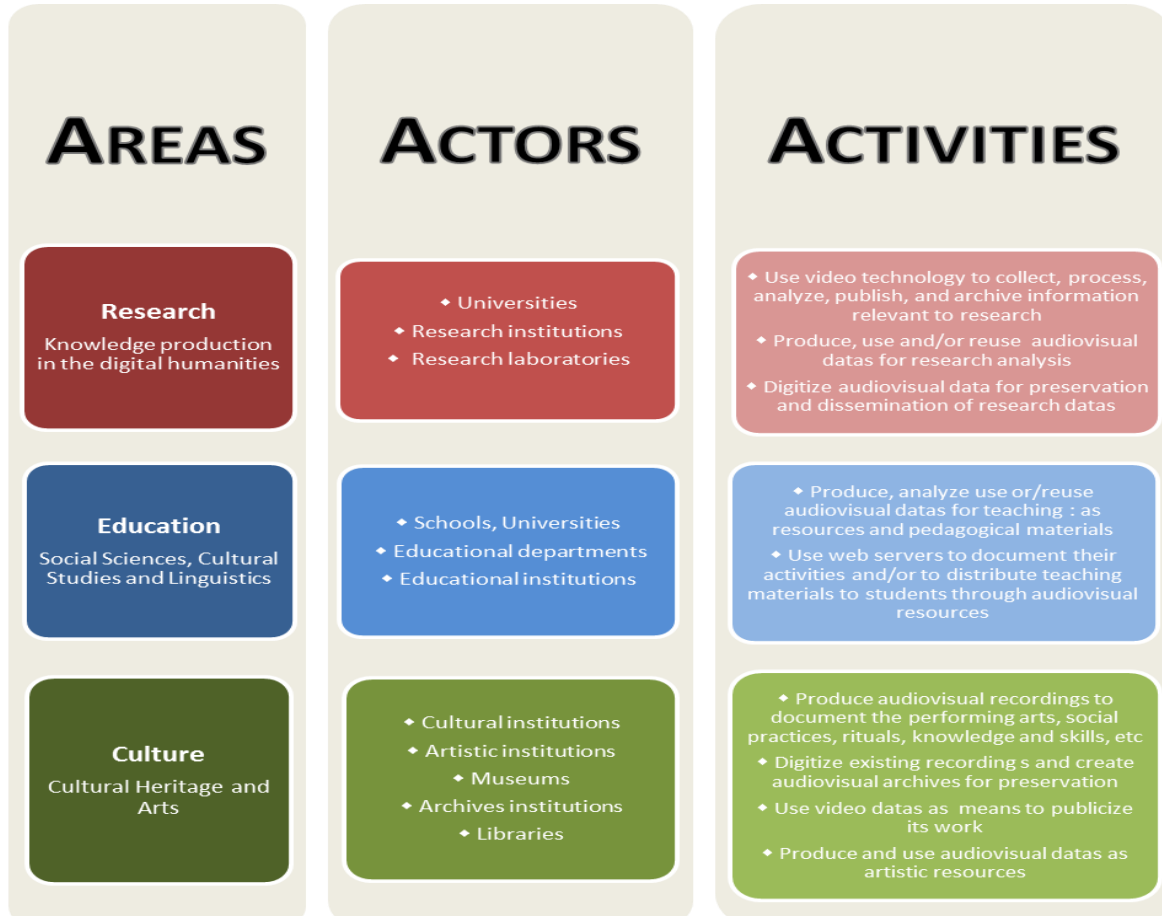 AREAS
ACTORS
ACTIVITIES
Research
Knowledge production
in the digital humanities
◆ Universities
◆ Research institutions
◆ Research laboratories
◆ Use video technology to collect, process,
analyze, publish, and archive information
relevant to research
◆ Produce, use and/or reuse audiovisual
datas for research analysis
◆ Digitize audiovisual data for preservation
and dissemination of research datas
Education
Social Sciences, Cultural
Studies and Linguistics
◆ Schools, Universities
◆ Educational departments
◆ Educational institutions
◆ Produce, analyze use or/reuse
audiovisual datas for teaching : as
resources and pedagogical materials
◆ Use web servers to document their
activities and/or to distribute teaching
materials to students through audiovisual
resources
Culture
Cultural Heritage and
Arts
◆ Cultural institutions
◆ Artistic institutions
◆ Museums
◆ Archives institutions
◆ Libraries
◆ Produce audiovisual recordings to
document the performing arts, social
practices, rituals, knowledge and skills, etc
◆ Digitize existing recording s and create
audiovisual archives for preservation
◆ Use video datas as means to publicize
its work
◆ Produce and use audiovisual datas as
artistic resources